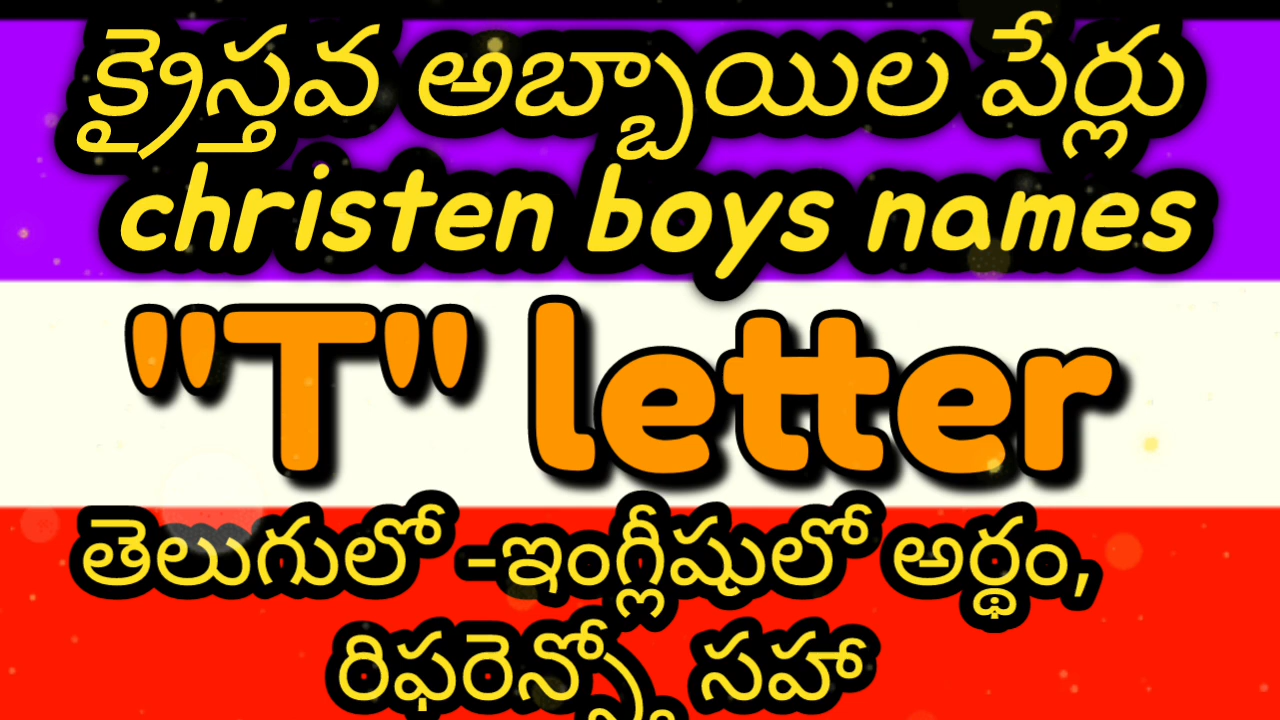 క్రైస్తవ అబ్బాయిల పేర్లు
christen boys names
"T" letter
తెలుగులో -ఇంగ్లీషులో అర్థం,
రిఫరెన్స్తో సహా